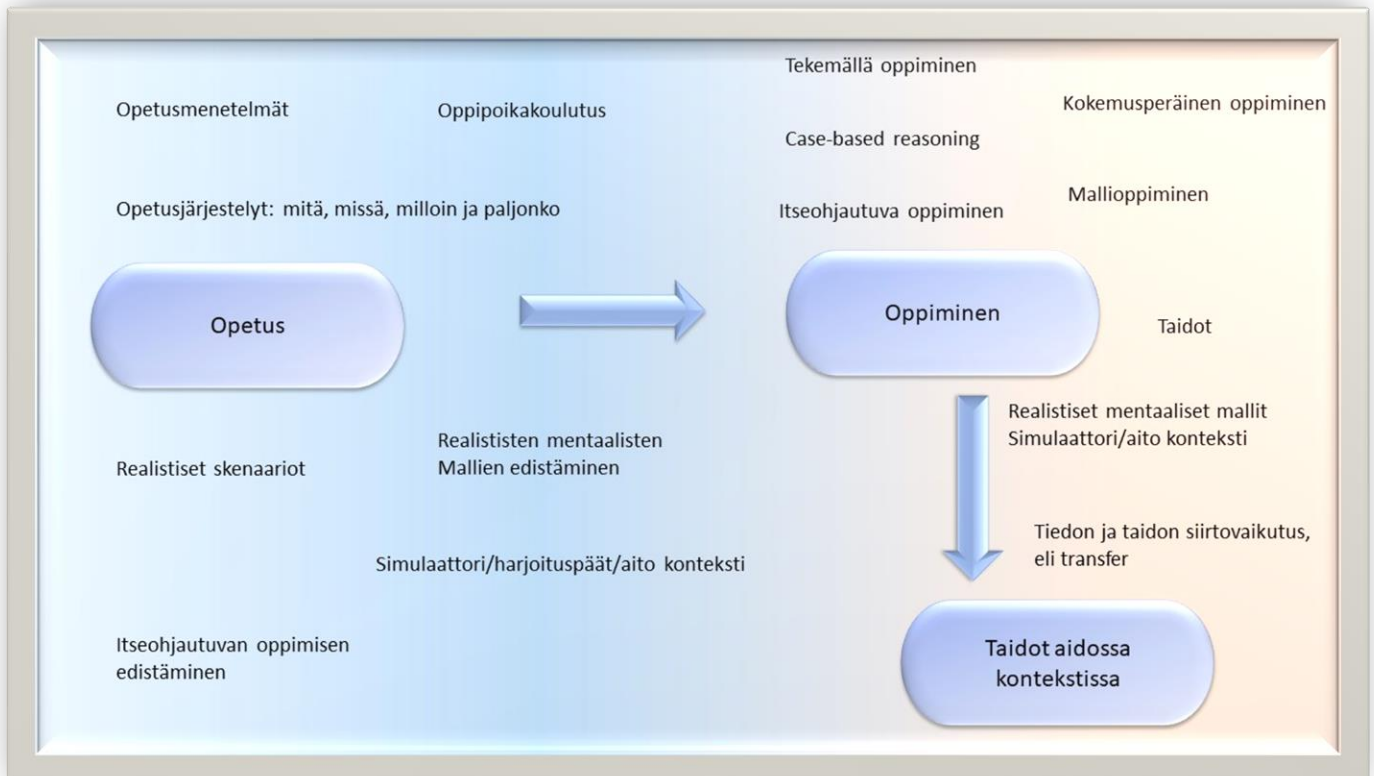 Opetusmenetelmät
Oppipoikakoulutus
Opetusjärjestelyt: mitä, missä, milloin ja paljonko
Opetus
Realistiset skenaariot
Realististen mentaalisten
Mallien edistäminen
Simulaattori/harjoituspäät/aito konteksti
Itseohjautuvan oppimisen
edistäminen
Tekemällä oppiminen
Kokemusperäinen oppiminen
Case-based reasoning
Mallioppiminen
Itseohjautuva oppiminen
Oppiminen
Taidot
Realistiset mentaaliset mallit
Simulaattori/aito konteksti
Tiedon ja taidon siirtovaikutus,
eli transfer
Taidot aidossa
kontekstissa